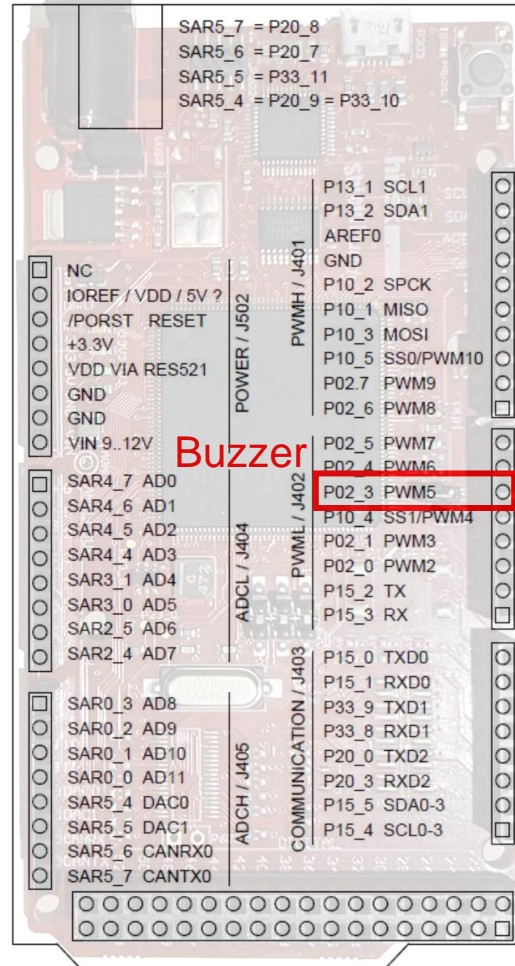 SAR5_7 = P20_8
SAR5_6 = P20_7
SAR5_5 = P33_11
SAR5_4 = P20_9 = P33_10
PWMH / J401
P13_1 SCL1
P13_2 SDA1
AREF0
GND
P10_2 SPCK
P10_1 MISO
P10_3 MOSI
P10_5 SS0/PWM10
P02.7 PWM9
P02_6 PWM8
POWER / J502
NC
IOREF / VDD / 5V ?
/PORST RESET
+3.3V
VDD VIA RES521
GND
GND
VIN 9..12V
Buzzer
PWML / J402
P02_5 PWM7
P02_4 PWM6
P02_3 PWM5
P10_4 SS1/PWM4
P02_1 PWM3
P02_0 PWM2
P15_2 TX
P15_3 RX
ADCL / J404
SAR4_7 AD0
SAR4_6 AD1
SAR4_5 AD2
SAR4_4 AD3
SAR3_1 AD4
SAR3_0 AD5
SAR2_5 AD6
SAR2_4 AD7
COMMUNICATION / J403
P15_0 TXD0
P15_1 RXD0
P33_9 TXD1
P33_8 RXD1
P20_0 TXD2
P20_3 RXD2
P15_5 SDA0-3
P15_4 SCL0-3
ADCH / J405
SAR0_3 AD8
SAR0_2 AD9
SAR0_1 AD10
SAR0_0 AD11
SAR5_4 DAC0
SAR5_5 DAC1
SAR5_6 CANRX0
SAR5_7 CANTX0